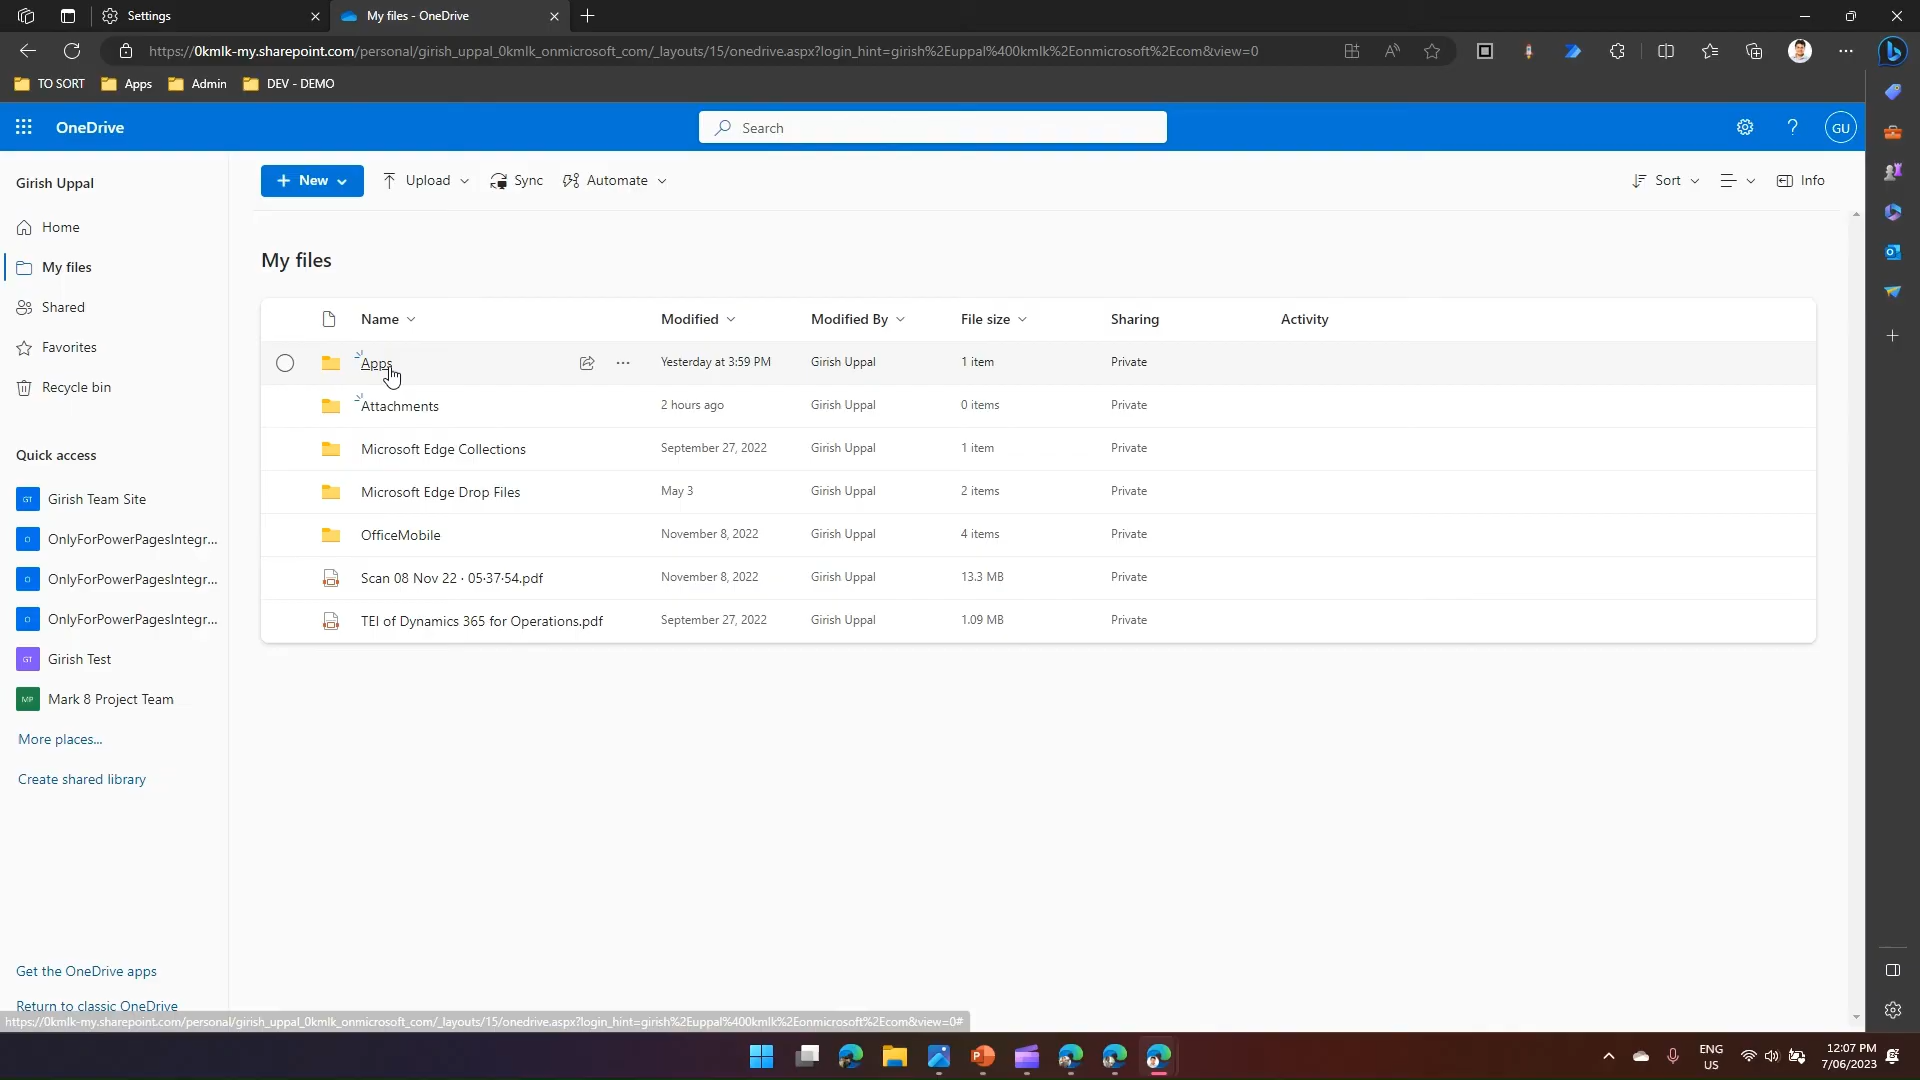 Settings
My files - OneDrive
https://0kmlk-my.sharepoint.com/personal/girish_uppal_0kmlk_onmicrosoft_com/_layouts/15/onedrive.aspx?login_hint=girish%2Euppal%400kmlk%2Eonmicrosoft%2Ecom&view=0
TO SORT
Apps
Admin
DEV - DEMO
OneDrive
Search
GU
Girish Uppal
Home
My files
Shared
Favorites
Recycle bin
Quick access
GT Girish Team Site
O OnlyForPowerPagesIntegr...
O OnlyForPowerPagesIntegr...
O OnlyForPowerPagesIntegr...
GT Girish Test
MP Mark 8 Project Team
More places...
Create shared library
Get the OneDrive apps
Return to classic OneDrive
New
Upload
Sync
Automate
Sort
Info
My files
Name Modified Modified By File size Sharing Activity
Apps Yesterday at 3:59 PM Girish Uppal 1 item Private
Attachments 2 hours ago Girish Uppal 0 items Private
Microsoft Edge Collections September 27, 2022 Girish Uppal 1 item Private
Microsoft Edge Drop Files May 3 Girish Uppal 2 items Private
OfficeMobile November 8, 2022 Girish Uppal 4 items Private
Scan 08 Nov 22 · 05·37·54.pdf November 8, 2022 Girish Uppal 13.3 MB Private
TEI of Dynamics 365 for Operations.pdf September 27, 2022 Girish Uppal 1.09 MB Private
https://0kmlk-my.sharepoint.com/personal/girish_uppal_0kmlk_onmicrosoft_com/_layouts/15/onedrive.aspx?login_hint=girish%2Euppal%400kmlk%2Eonmicrosoft%2Ecom&view=0#
ENG
US
12:07 PM
7/06/2023